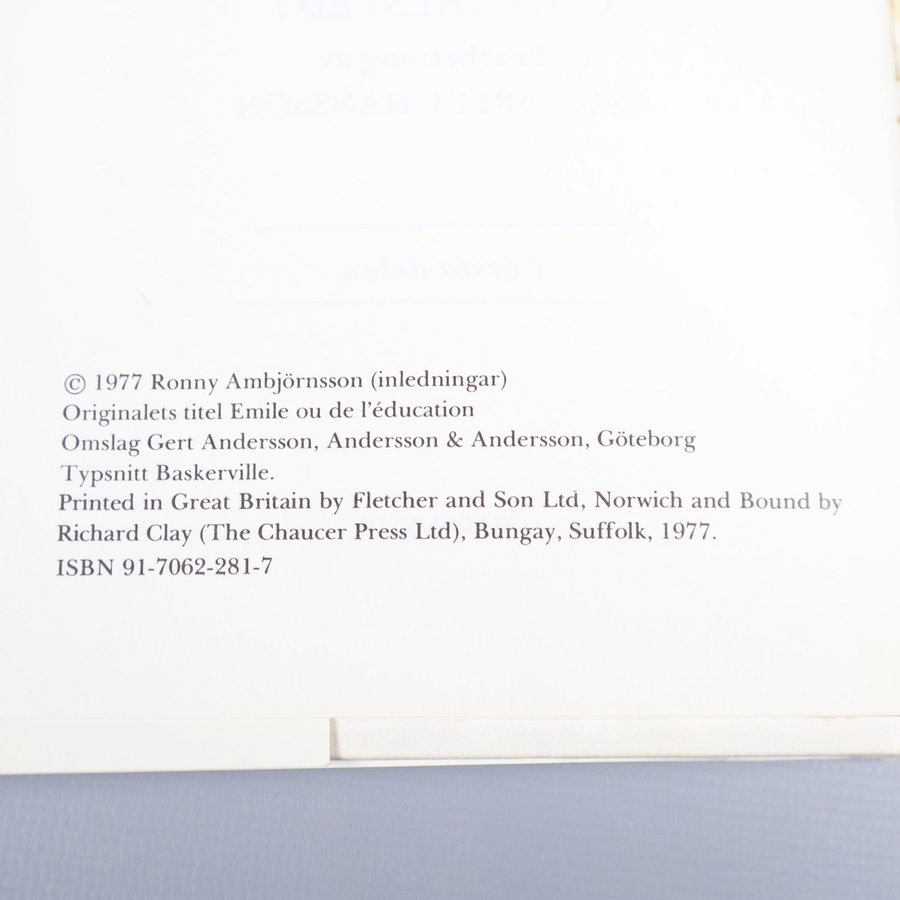 © 1977 Ronny Ambjörnsson (inledningar)
Originalets titel Emile ou de l'éducation
Omslag Gert Andersson, Andersson & Andersson, Göteborg
Typsnitt Baskerville.
Printed in Great Britain by Fletcher and Son Ltd, Norwich and Bound by
Richard Clay (The Chaucer Press Ltd), Bungay, Suffolk, 1977.
ISBN 91-7062-281-7